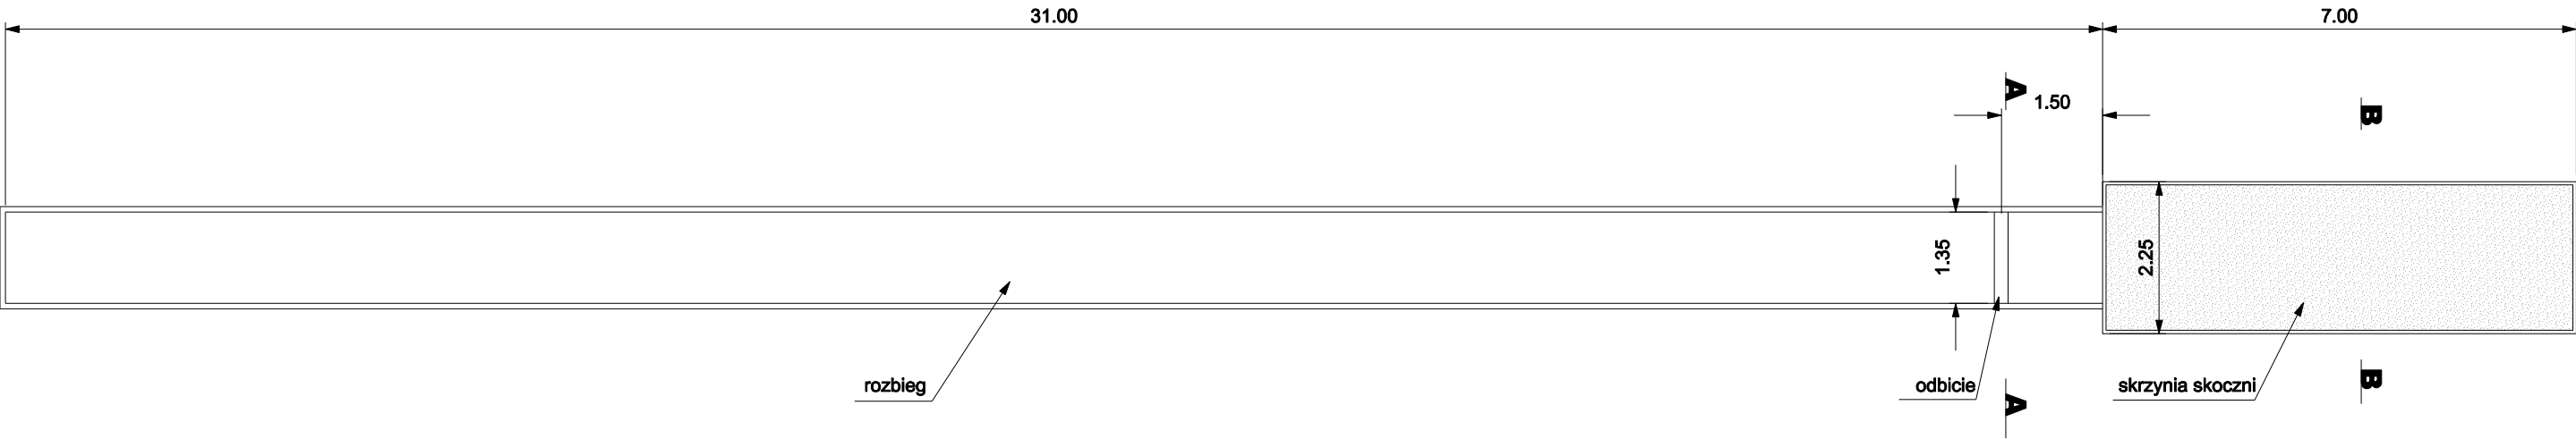 31.00
7.00
A
1.50
B
1.35
2.25
rozbieg
odbicie
skrzynia skoczni
B
A